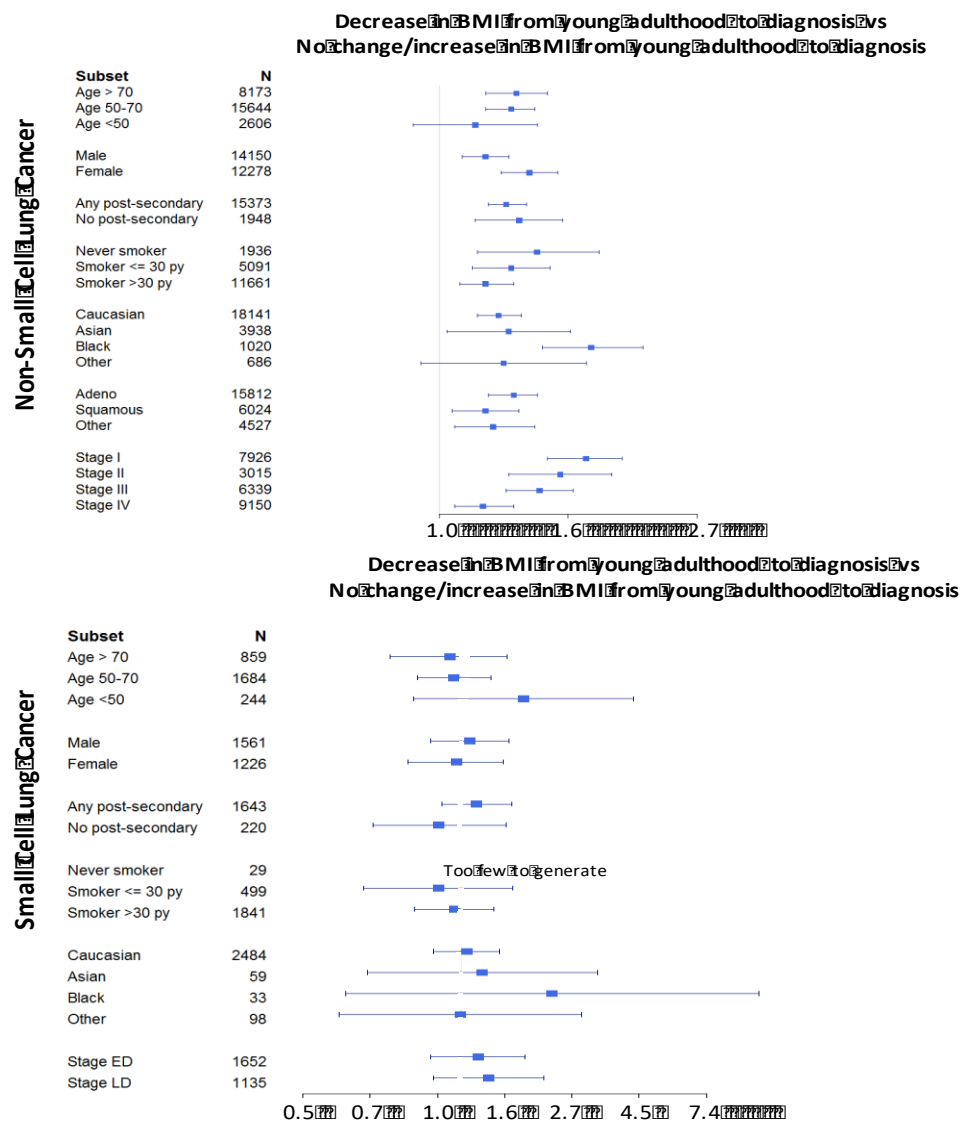 Decrease in BMI from young adulthood to diagnosis vs
No change/increase in BMI from young adulthood to diagnosis
Non-Small Cell Lung Cancer
Subset N
Age > 70 8173
Age 50-70 15644
Age <50 2606
Male 14150
Female 12278
Any post-secondary 15373
No post-secondary 1948
Never smoker 1936
Smoker <= 30 py 5091
Smoker >30 py 11661
Caucasian 18141
Asian 3938
Black 1020
Other 686
Adeno 15812
Squamous 6024
Other 4527
Stage I 7926
Stage II 3015
Stage III 6339
Stage IV 9150
1.0 1.6 2.7
Decrease in BMI from young adulthood to diagnosis vs
No change/increase in BMI from young adulthood to diagnosis
Small Cell Lung Cancer
Subset N
Age > 70 859
Age 50-70 1684
Age <50 244
Male 1561
Female 1226
Any post-secondary 1643
No post-secondary 220
Never smoker 29 Too few to generate
Smoker <= 30 py 499
Smoker >30 py 1841
Caucasian 2484
Asian 59
Black 33
Other 98
Stage ED 1652
Stage LD 1135
0.5 0.7 1.0 1.6 2.7 4.5 7.4